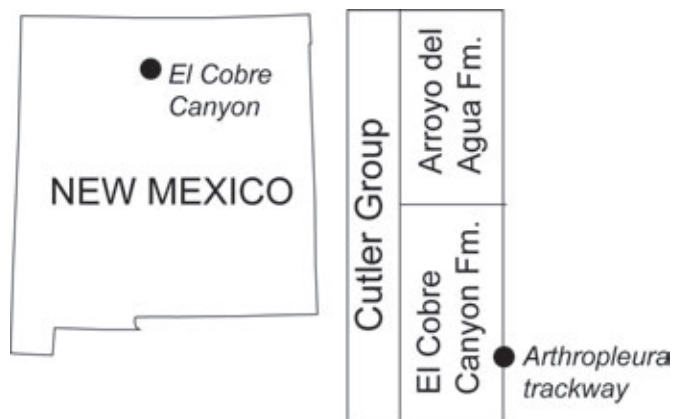 El Cobre
Canyon
NEW MEXICO
Cutler Group
Arroyo del
Agua Fm.
El Cobre
Canyon Fm.
Arthropleura
trackway